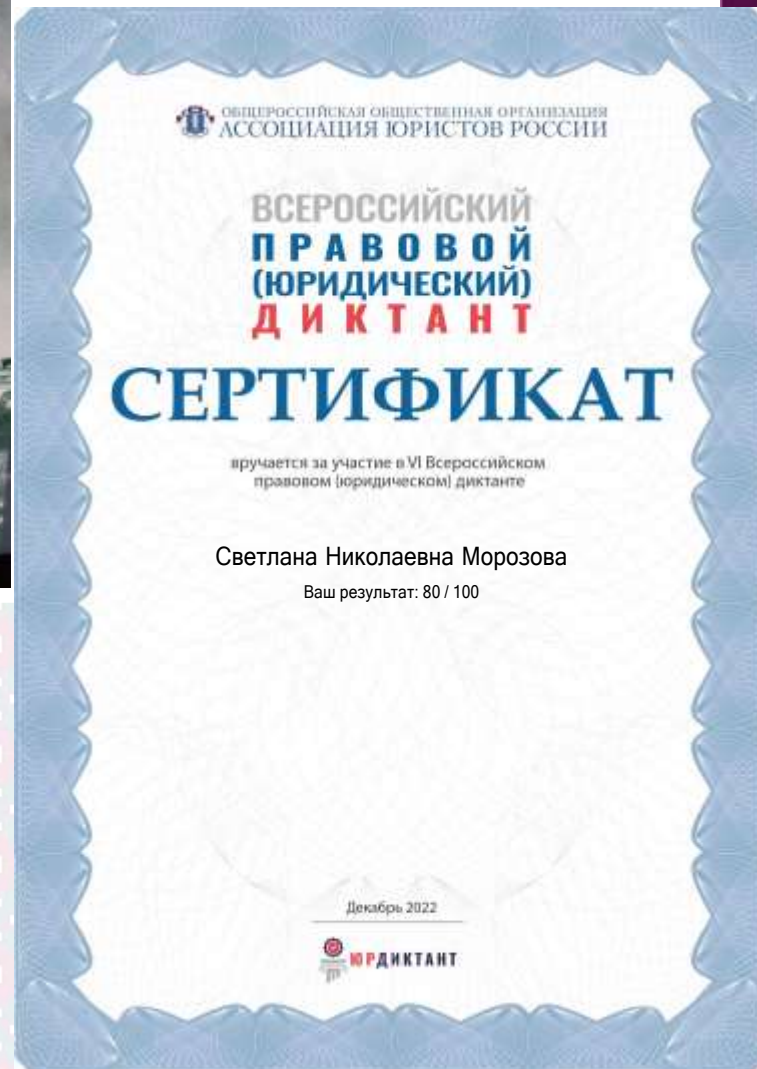 ОБЩЕРОССИЙСКАЯ ОБЩЕСТВЕННАЯ ОРГАНИЗАЦИЯ
АССОЦИАЦИЯ ЮРИСТОВ РОССИИ
ВСЕРОССИЙСКИЙ
ПРАВОВОЙ
(ЮРИДИЧЕСКИЙ)
ДИКТАНТ
СЕРТИФИКАТ
вручается за участие в VI Всероссийском
правовом (юридическом) диктанте
Светлана Николаевна Морозова
Ваш результат: 80 / 100
Декабрь 2022
ЮРДИКТАНТ